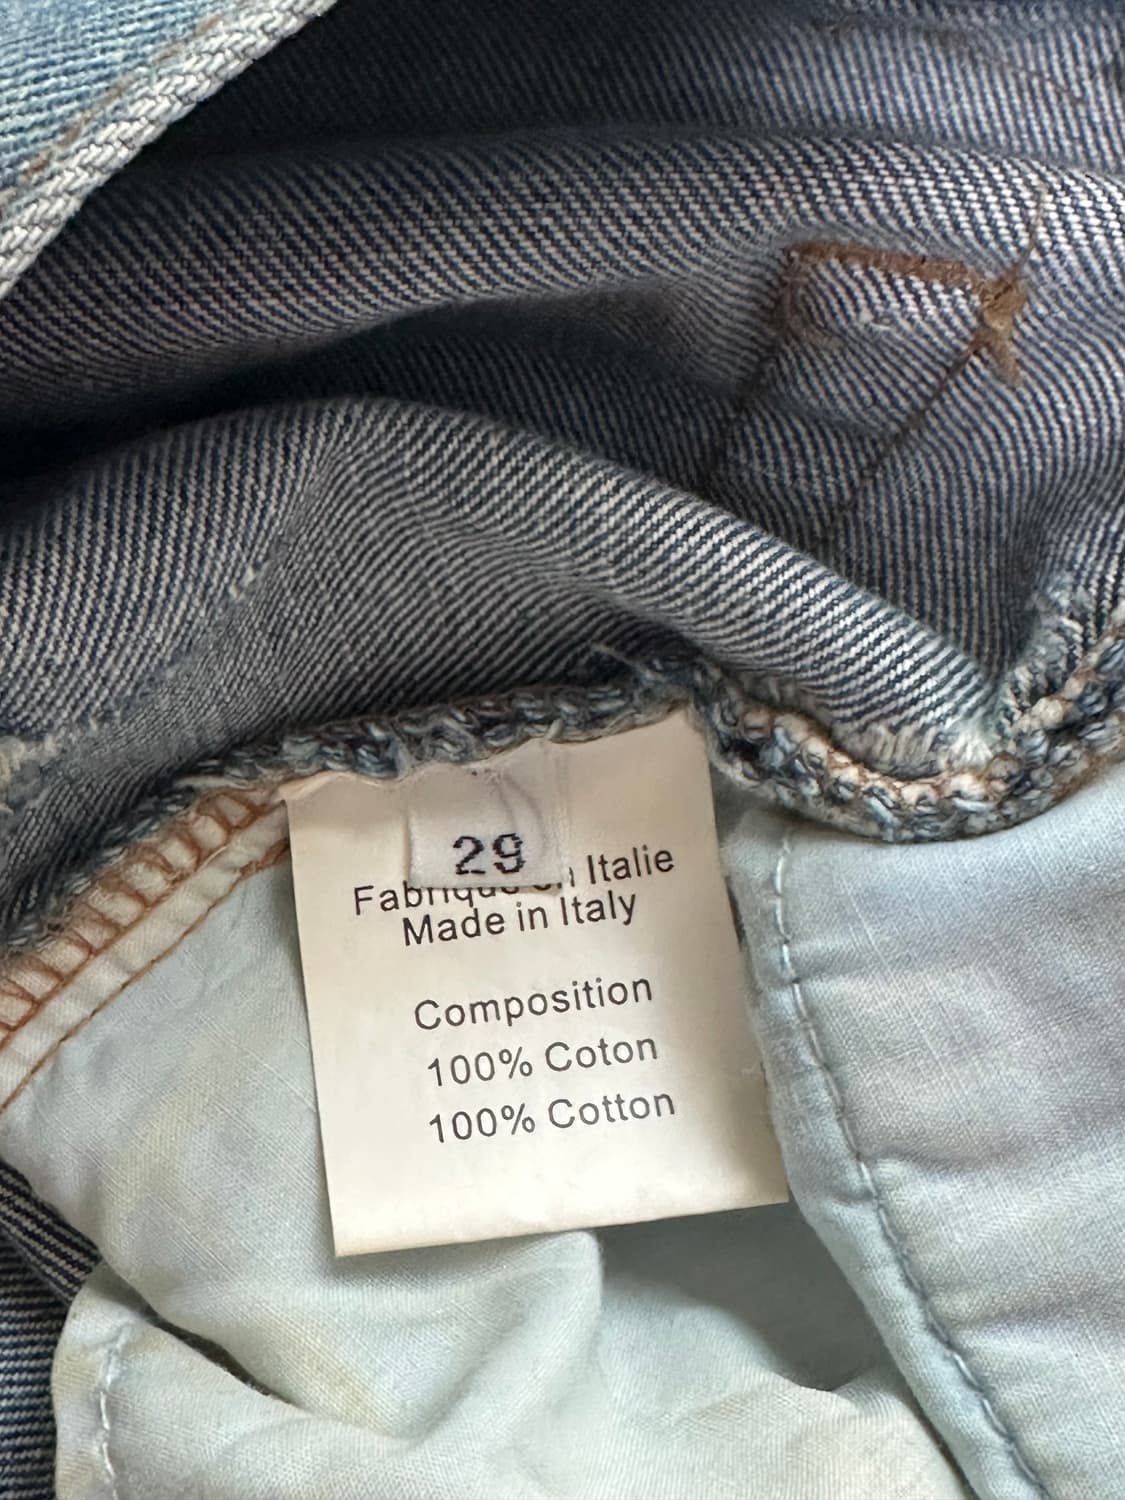 29
Fabrique en Italie
Made in Italy
Composition
100% Coton
100% Cotton